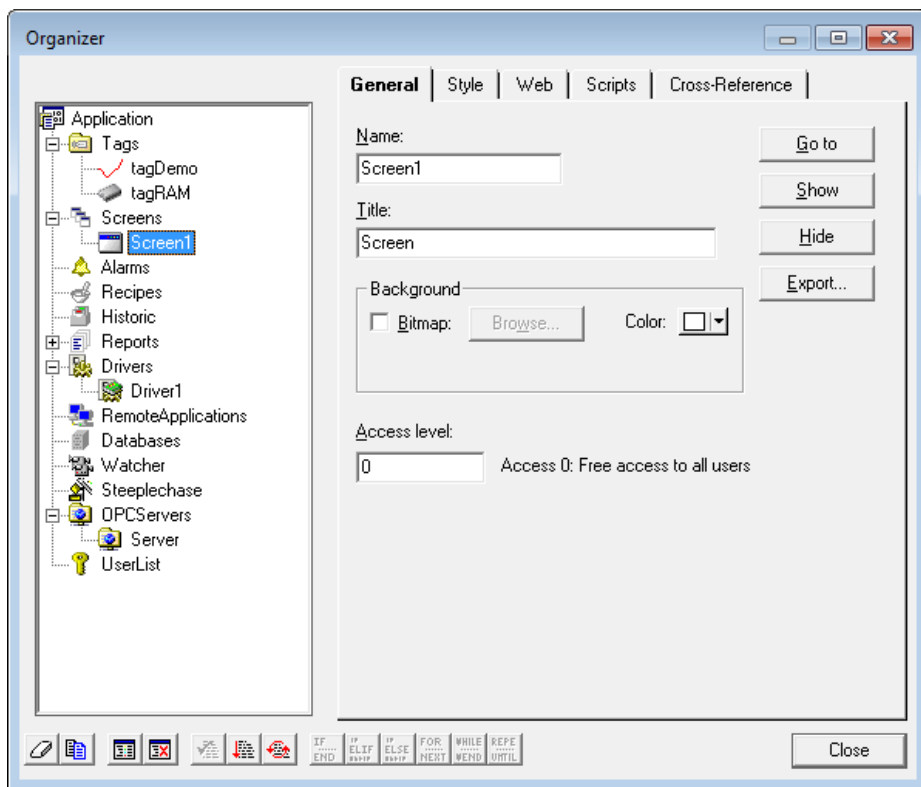 Organizer
General Style Web Scripts Cross-Reference
Application
Tags
tagDemo
tagRAM
Screens
Screen1
Alarms
Recipes
Historic
Reports
Drivers
Driver1
RemoteApplications
Databases
Watcher
Steeplechase
OPCServers
Server
UserList
Name:
Screen1
Title:
Screen
Background
Bitmap: Browse... Color:
Access level:
0 Access 0: Free access to all users
Go to
Show
Hide
Export...
IF END
IF ELIF
IF ELSE
FOR NEXT
WHILE WEND
REPE UNTIL
Close